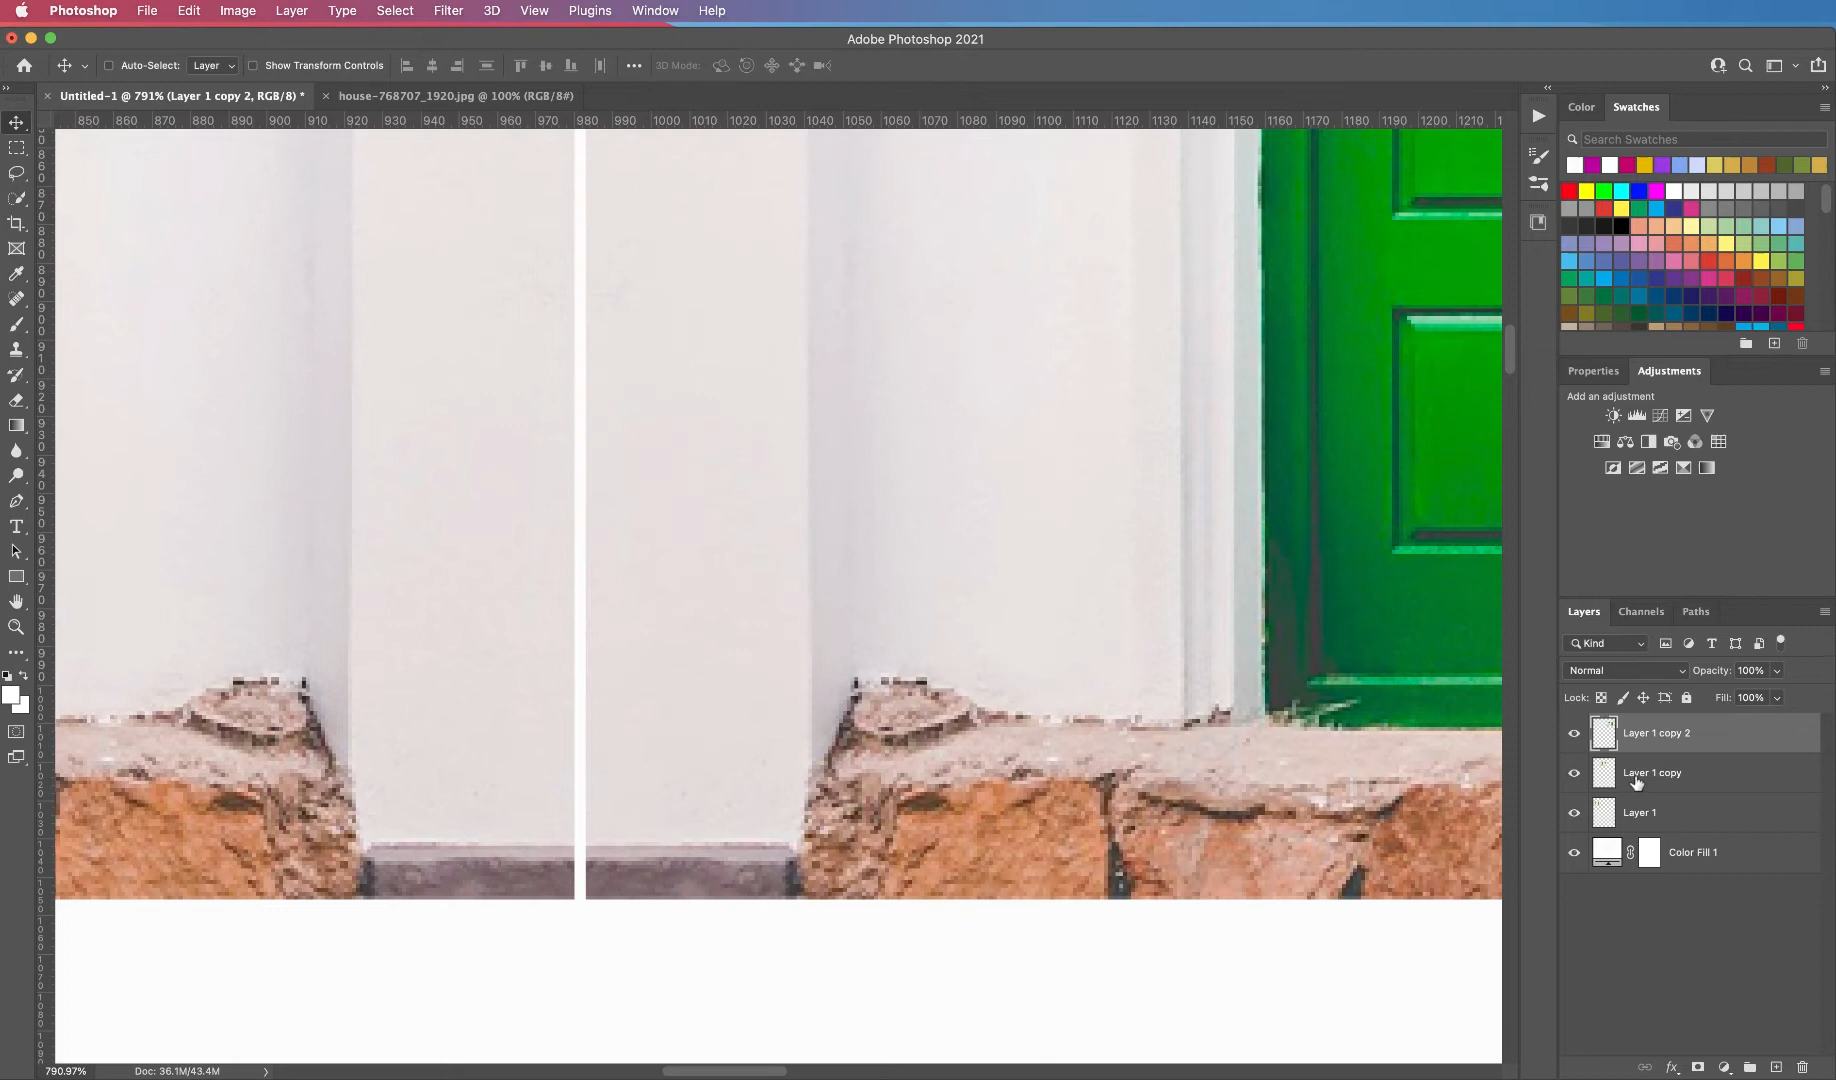 Photoshop File Edit Image Layer Type Select Filter 3D View Plugins Window Help
Adobe Photoshop 2021
Auto-Select: Layer Show Transform Controls 3D Mode:
Untitled-1 @ 791% (Layer 1 copy 2, RGB/8) * house-768707_1920.jpg @ 100% (RGB/8#)
850 860 870 880 890 900 910 920 930 940 950 960 970 980 990 1000 1010 1020 1030 1040 1050 1060 1070 1080 1090 1100 1110 1120 1130 1140 1150 1160 1170 1180 1190 1200 1210
Color Swatches
Search Swatches
Properties Adjustments
Add an adjustment
Layers Channels Paths
Kind
Normal Opacity: 100%
Lock: Fill: 100%
Layer 1 copy 2
Layer 1 copy
Layer 1
Color Fill 1
790.97% Doc: 36.1M/43.4M
fx